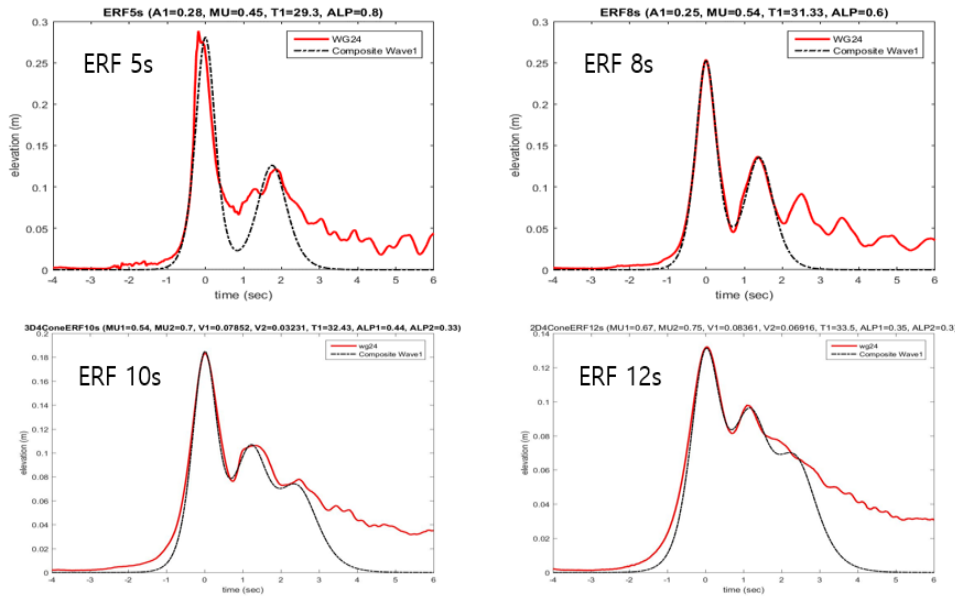 ERF5s (A1=0.28, MU=0.45, T1=29.3, ALP=0.8)
0.3
0.25
0.2
0.15
0.1
0.05
0
elevation (m)
ERF 5s
WG24
Composite Wave1
-4 -3 -2 -1 0 1 2 3 4 5 6
time (sec)
ERF8s (A1=0.25, MU=0.54, T1=31.33, ALP=0.6)
0.3
0.25
0.2
0.15
0.1
0.05
0
elevation (m)
ERF 8s
WG24
Composite Wave1
-4 -3 -2 -1 0 1 2 3 4 5 6
time (sec)
3D4ConeERF10s (MU1=0.54, MU2=0.7, V1=0.07852, V2=0.03231, T1=32.43, ALP1=0.44, ALP2=0.33)
0.2
0.18
0.16
0.14
0.12
0.1
0.08
0.06
0.04
0.02
0
elevation (m)
ERF 10s
wg24
Composite Wave1
-4 -3 -2 -1 0 1 2 3 4 5 6
time (sec)
2D4ConeERF12s (MU1=0.67, MU2=0.75, V1=0.08361, V2=0.06916, T1=33.5, ALP1=0.35, ALP2=0.3
0.14
0.12
0.1
0.08
0.06
0.04
0.02
0
elevation (m)
ERF 12s
wg24
Composite Wave1
-4 -3 -2 -1 0 1 2 3 4 5 6
time (sec)